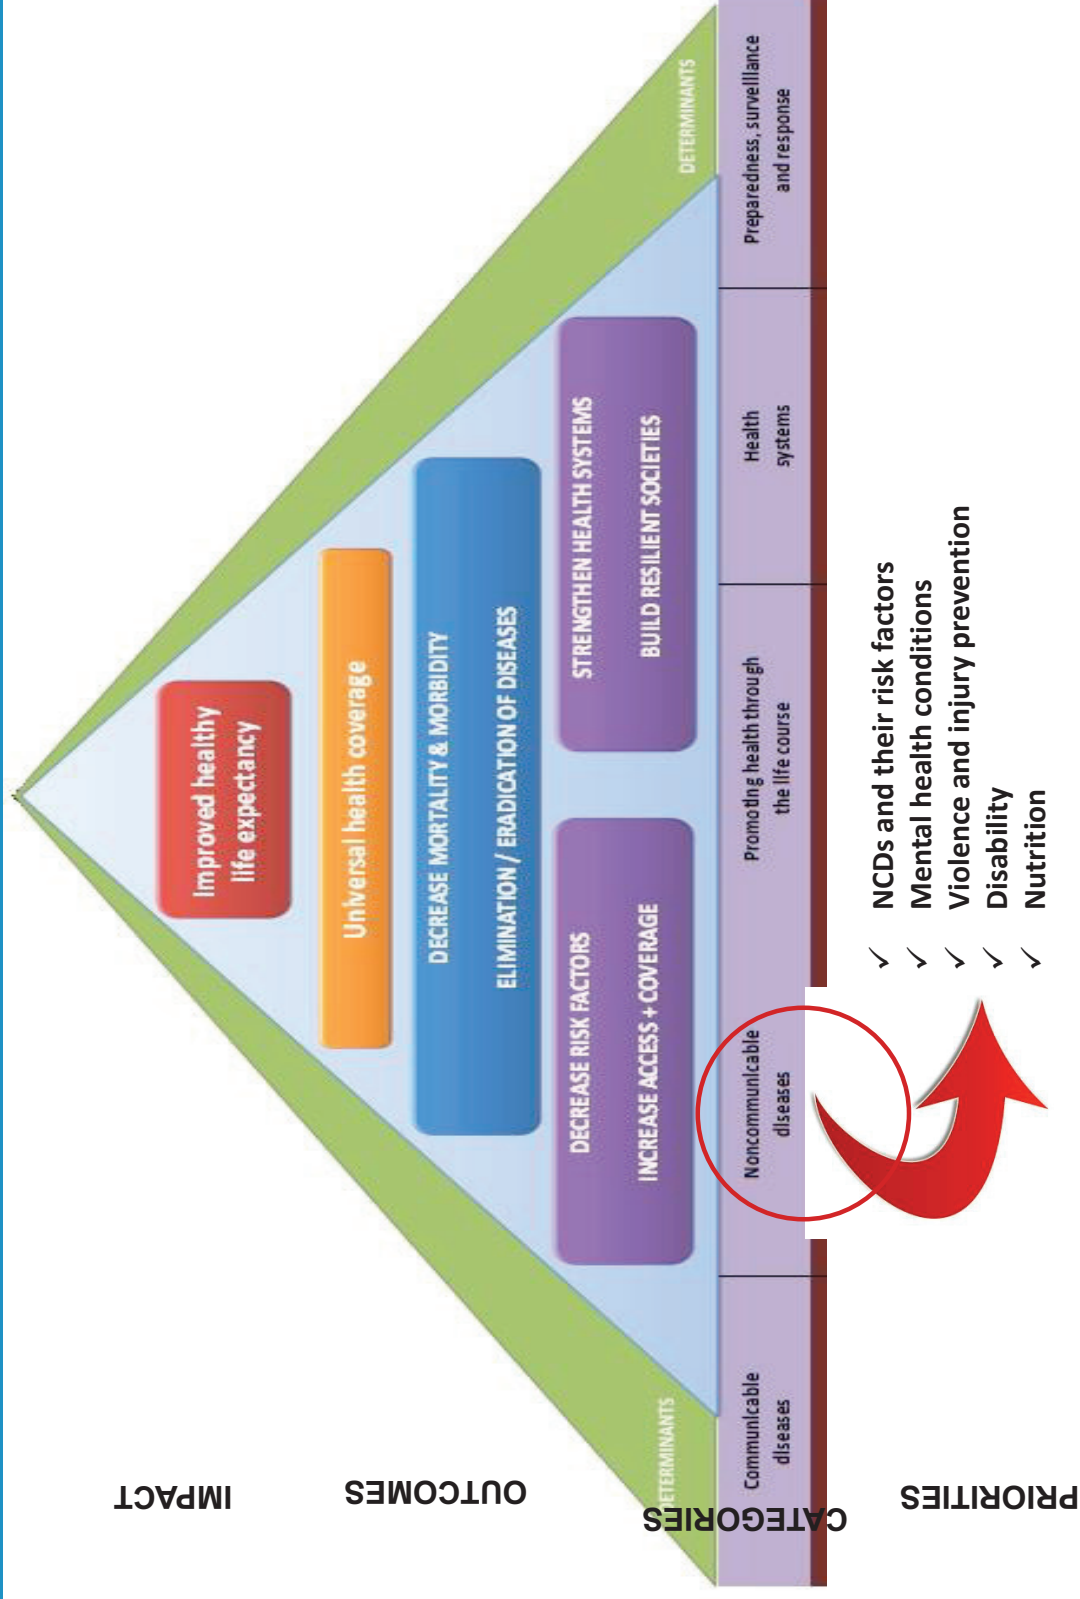 IMPACT
Improved healthy
life expectancy
OUTCOMES
Universal health coverage
DECREASE MORTALITY & MORBIDITY
ELIMINATION / ERADICATION OF DISEASES
DECREASE RISK FACTORS
INCREASE ACCESS + COVERAGE
STRENGTHEN HEALTH SYSTEMS
BUILD RESILIENT SOCIETIES
DETERMINANTS
DETERMINANTS
CATEGORIES
Communicable
diseases
Noncommunicable
diseases
Promoting health through
the life course
Health
systems
Preparedness, surveillance
and response
PRIORITIES
✓ NCDs and their risk factors
✓ Mental health conditions
✓ Violence and injury prevention
✓ Disability
✓ Nutrition